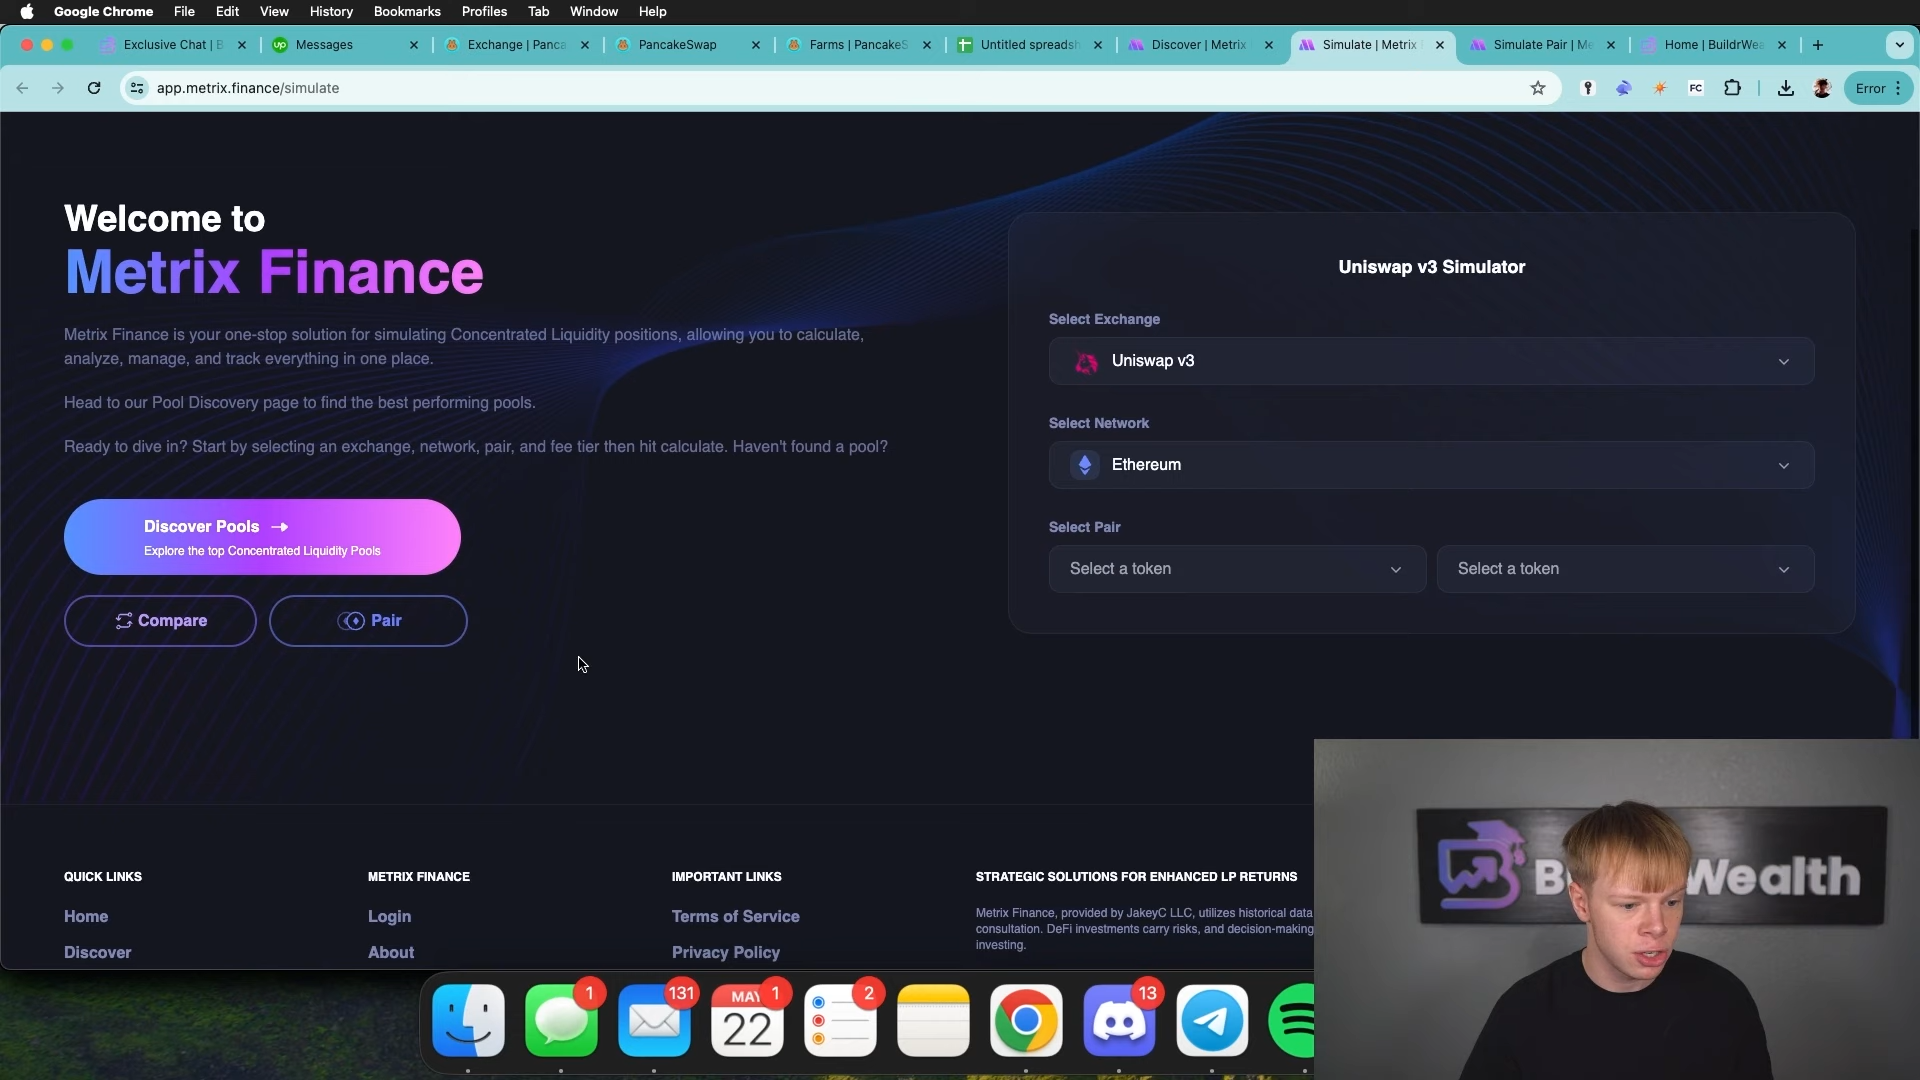 Google Chrome File Edit View History Bookmarks Profiles Tab Window Help
Exclusive Chat | B
Messages
Exchange | Panca
PancakeSwap
Farms | PancakeS
Untitled spreadsh
Discover | Metrix
Simulate | Metrix
Simulate Pair | Me
Home | BuildrWea
app.metrix.finance/simulate
FC
Error
Welcome to
Metrix Finance
Metrix Finance is your one-stop solution for simulating Concentrated Liquidity positions, allowing you to calculate,
analyze, manage, and track everything in one place.
Head to our Pool Discovery page to find the best performing pools.
Ready to dive in? Start by selecting an exchange, network, pair, and fee tier then hit calculate. Haven't found a pool?
Discover Pools
Explore the top Concentrated Liquidity Pools
Compare
Pair
Uniswap v3 Simulator
Select Exchange
Uniswap v3
Select Network
Ethereum
Select Pair
Select a token
Select a token
QUICK LINKS
Home
Discover
METRIX FINANCE
Login
About
IMPORTANT LINKS
Terms of Service
Privacy Policy
STRATEGIC SOLUTIONS FOR ENHANCED LP RETURNS
Metrix Finance, provided by JakeyC LLC, utilizes historical data
consultation. DeFi investments carry risks, and decision-making
investing.
1
131
MAY
1
22
2
13
Wealth